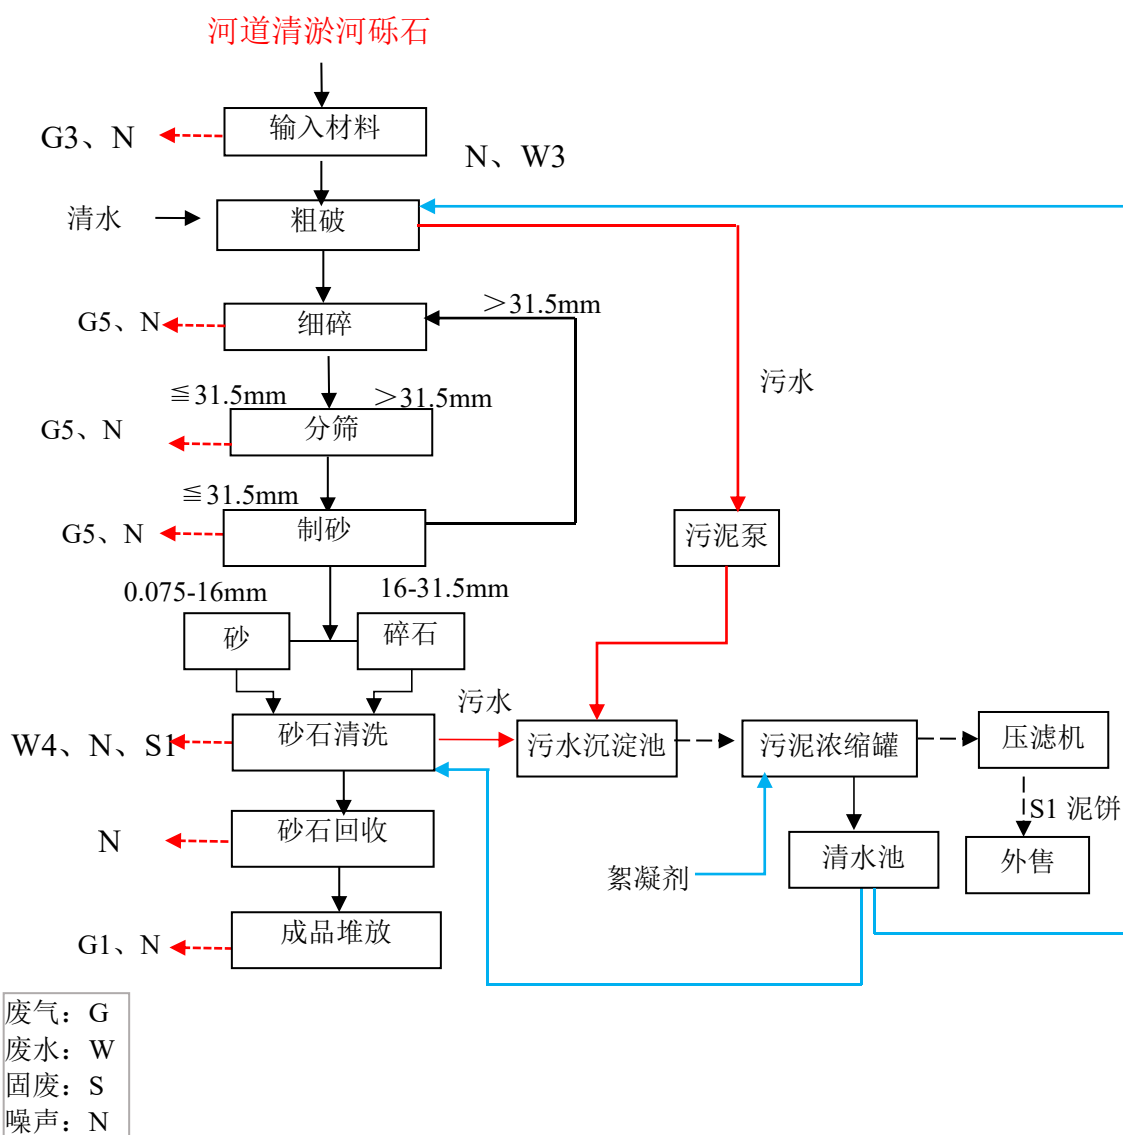 河道清淤河砾石
输入材料
G3、N
N、W3
清水
粗破
＞31.5mm
G5、N
细碎
污水
≦31.5mm
＞31.5mm
G5、N
分筛
≦31.5mm
G5、N
制砂
污泥泵
0.075-16mm
16-31.5mm
砂
碎石
污水
W4、N、S1
砂石清洗
污水沉淀池
污泥浓缩罐
压滤机
S1 泥饼
N
砂石回收
清水池
外售
絮凝剂
G1、N
成品堆放
废气：G
废水：W
固废：S
噪声：N